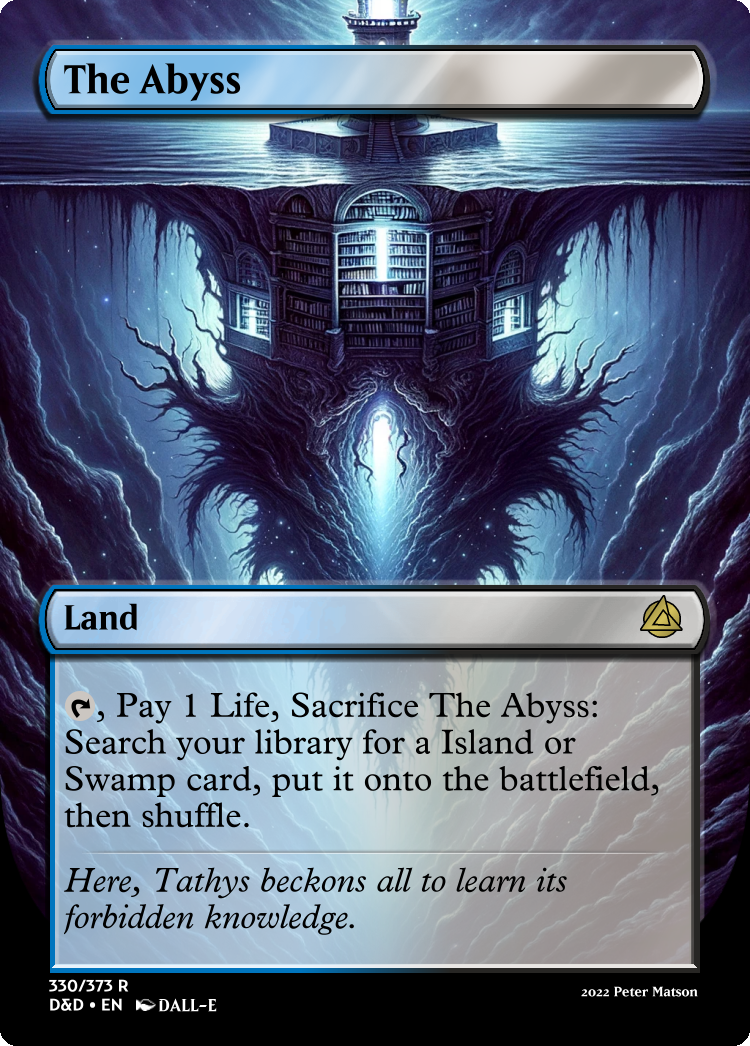 The Abyss
Land
, Pay 1 Life, Sacrifice The Abyss:
Search your library for a Island or
Swamp card, put it onto the battlefield,
then shuffle.
Here, Tathys beckons all to learn its
forbidden knowledge.
330/373 R
D&D • EN DALL-E
2022 Peter Matson